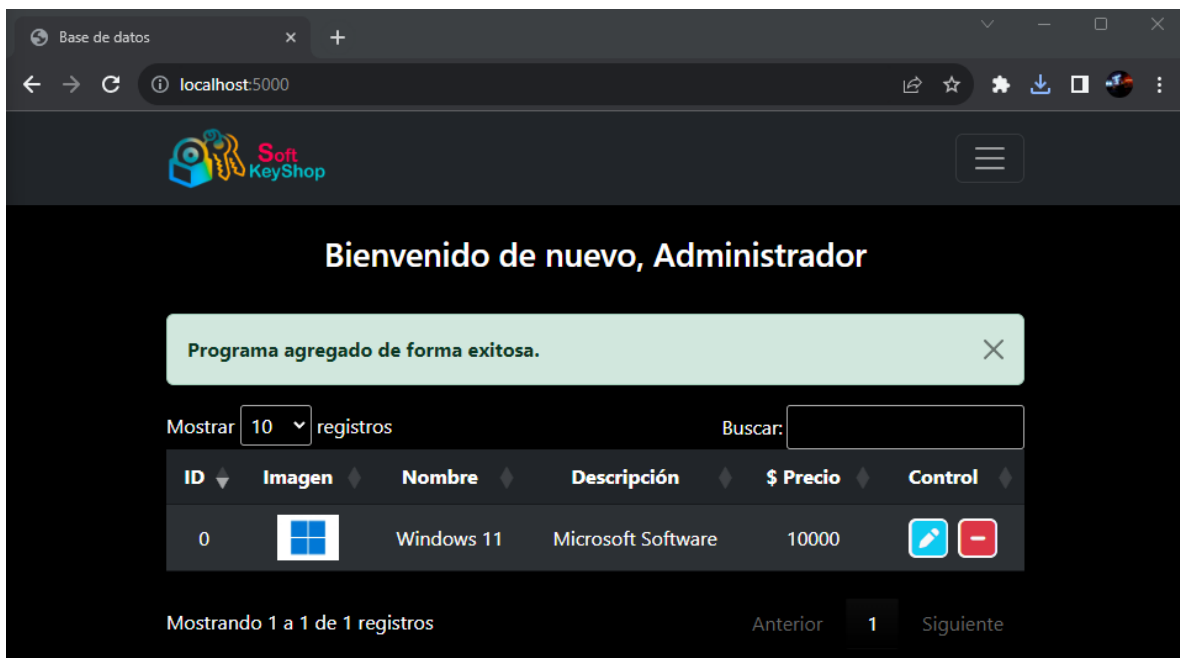 Base de datos
localhost:5000
Soft
KeyShop
Bienvenido de nuevo, Administrador
Programa agregado de forma exitosa.
Mostrar 10 registros Buscar:
ID Imagen Nombre Descripción $ Precio Control
0 Windows 11 Microsoft Software 10000
Mostrando 1 a 1 de 1 registros Anterior 1 Siguiente